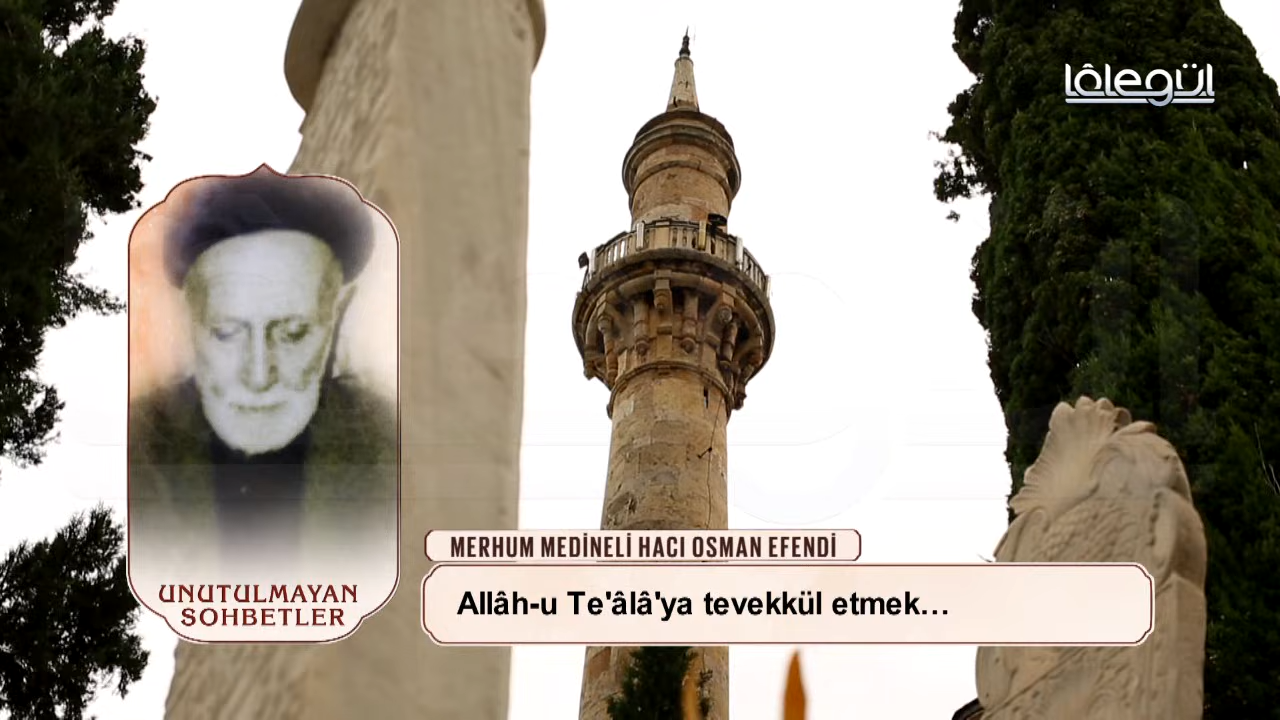 lâlegül
MERHUM MEDİNELİ HACI OSMAN EFENDİ
Allâh-u Te'âlâ'ya tevekkül etmek...
UNUTULMAYAN
SOHBETLER